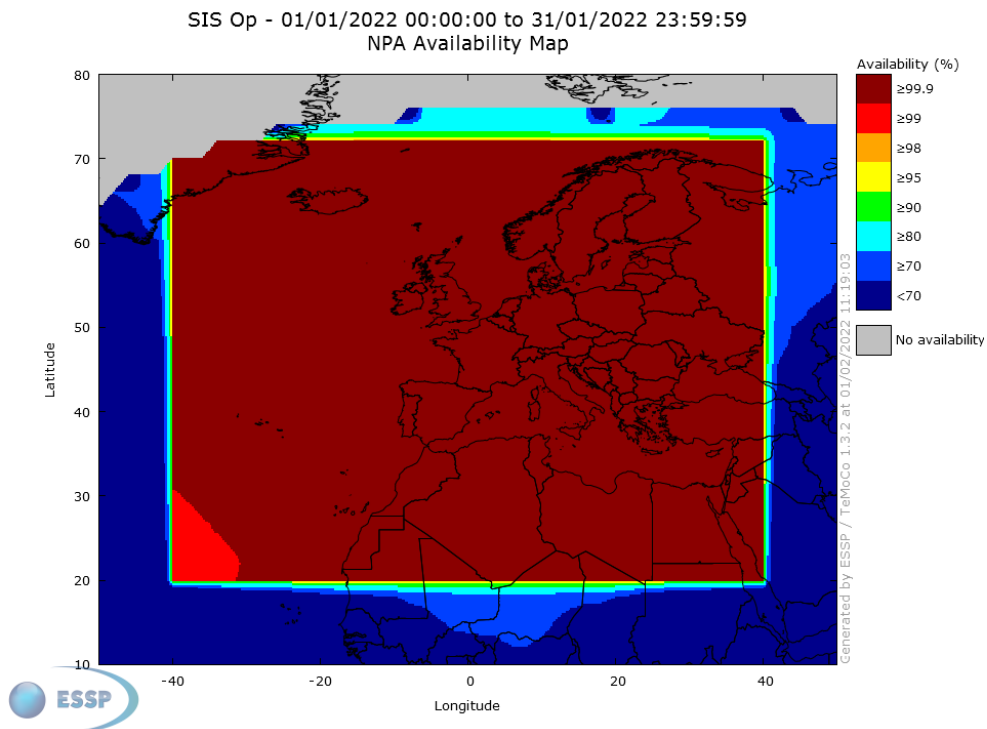 SIS Op - 01/01/2022 00:00:00 to 31/01/2022 23:59:59
NPA Availability Map
Availability (%)
≥99.9
≥99
≥98
≥95
≥90
≥80
≥70
<70
No availability
80
70
60
50
40
30
20
10
Latitude
-40
-20
0
20
40
Longitude
Generated by ESSP / TeMoCo 1.3.2 at 01/02/2022 11:19:03
ESSP